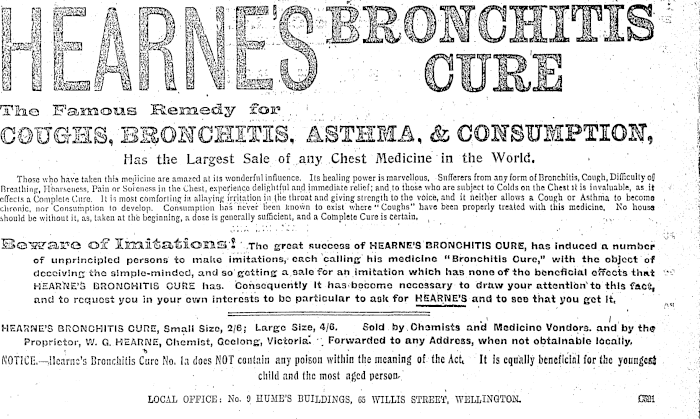 HEARNE'S BRONCHITIS
CURE
The Famous Remedy for
COUGHS, BRONCHITIS, ASTHMA, & CONSUMPTION,
Has the Largest Sale of any Chest Medicine in the World.
Those who have taken this medicine are amazed at its wonderful influence. Its healing power is marvellous. Sufferers from any form of Bronchitis, Cough, Difficulty of
Breathing, Hoarseness, Pain or Soreness in the Chest, experience delightful and immediate relief; and to those who are subject to Colds on the Chest it is invaluable, as it
effects a Complete Cure. It is most comforting in allaying irritation in the throat and giving strength to the voice, and it neither allows a Cough or Asthma to become
chronic, nor Consumption to develop. Consumption has never been known to exist where "Coughs" have been properly treated with this medicine. No house
should be without it, as, taken at the beginning, a dose is generally sufficient, and a Complete Cure is certain.
Beware of Imitations! The great success of HEARNE'S BRONCHITIS CURE, has induced a number
of unprincipled persons to make imitations, each calling his medicine "Bronchitis Cure," with the object of
deceiving the simple-minded, and so getting a sale for an imitation which has none of the beneficial effects that
HEARNE'S BRONCHITIS CURE has. Consequently it has become necessary to draw your attention to this fact,
and to request you in your own interests to be particular to ask for HEARNE'S and to see that you get it.
HEARNE'S BRONCHITIS CURE, Small Size, 2/6; Large Size, 4/6. Sold by Chemists and Medicine Vendors, and by the
Proprietor, W. G. HEARNE, Chemist, Geelong, Victoria. Forwarded to any Address, when not obtainable locally.
NOTICE.—Hearne's Bronchitis Cure No. 1a does NOT contain any poison within the meaning of the Act. It is equally beneficial for the youngest
child and the most aged person.
LOCAL OFFICE: No. 9 HUME'S BUILDINGS, 65 WILLIS STREET, WELLINGTON.